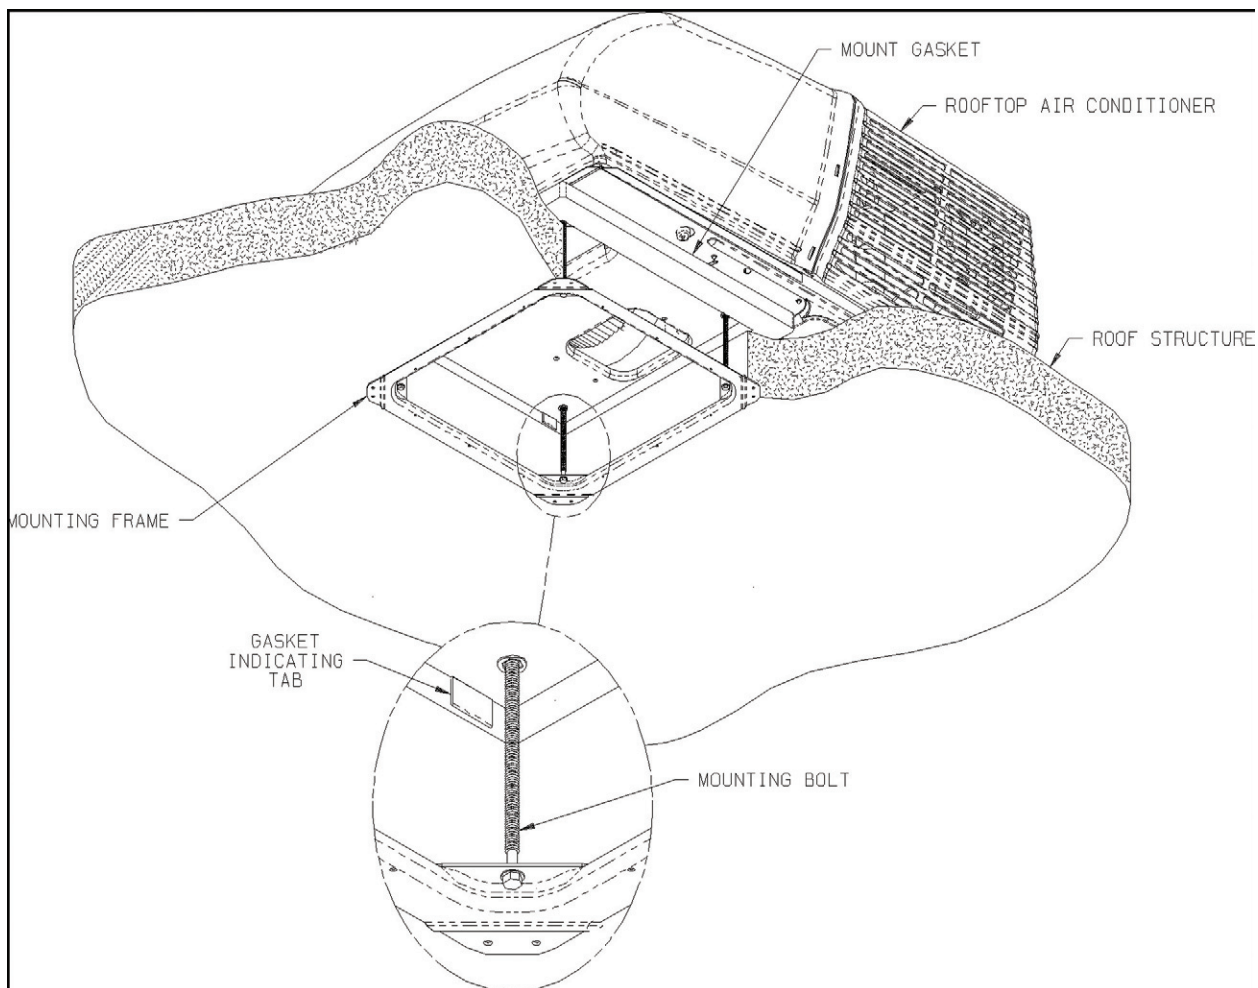 MOUNT GASKET
ROOFTOP AIR CONDITIONER
ROOF STRUCTURE
MOUNTING FRAME
GASKET
INDICATING
TAB
MOUNTING BOLT